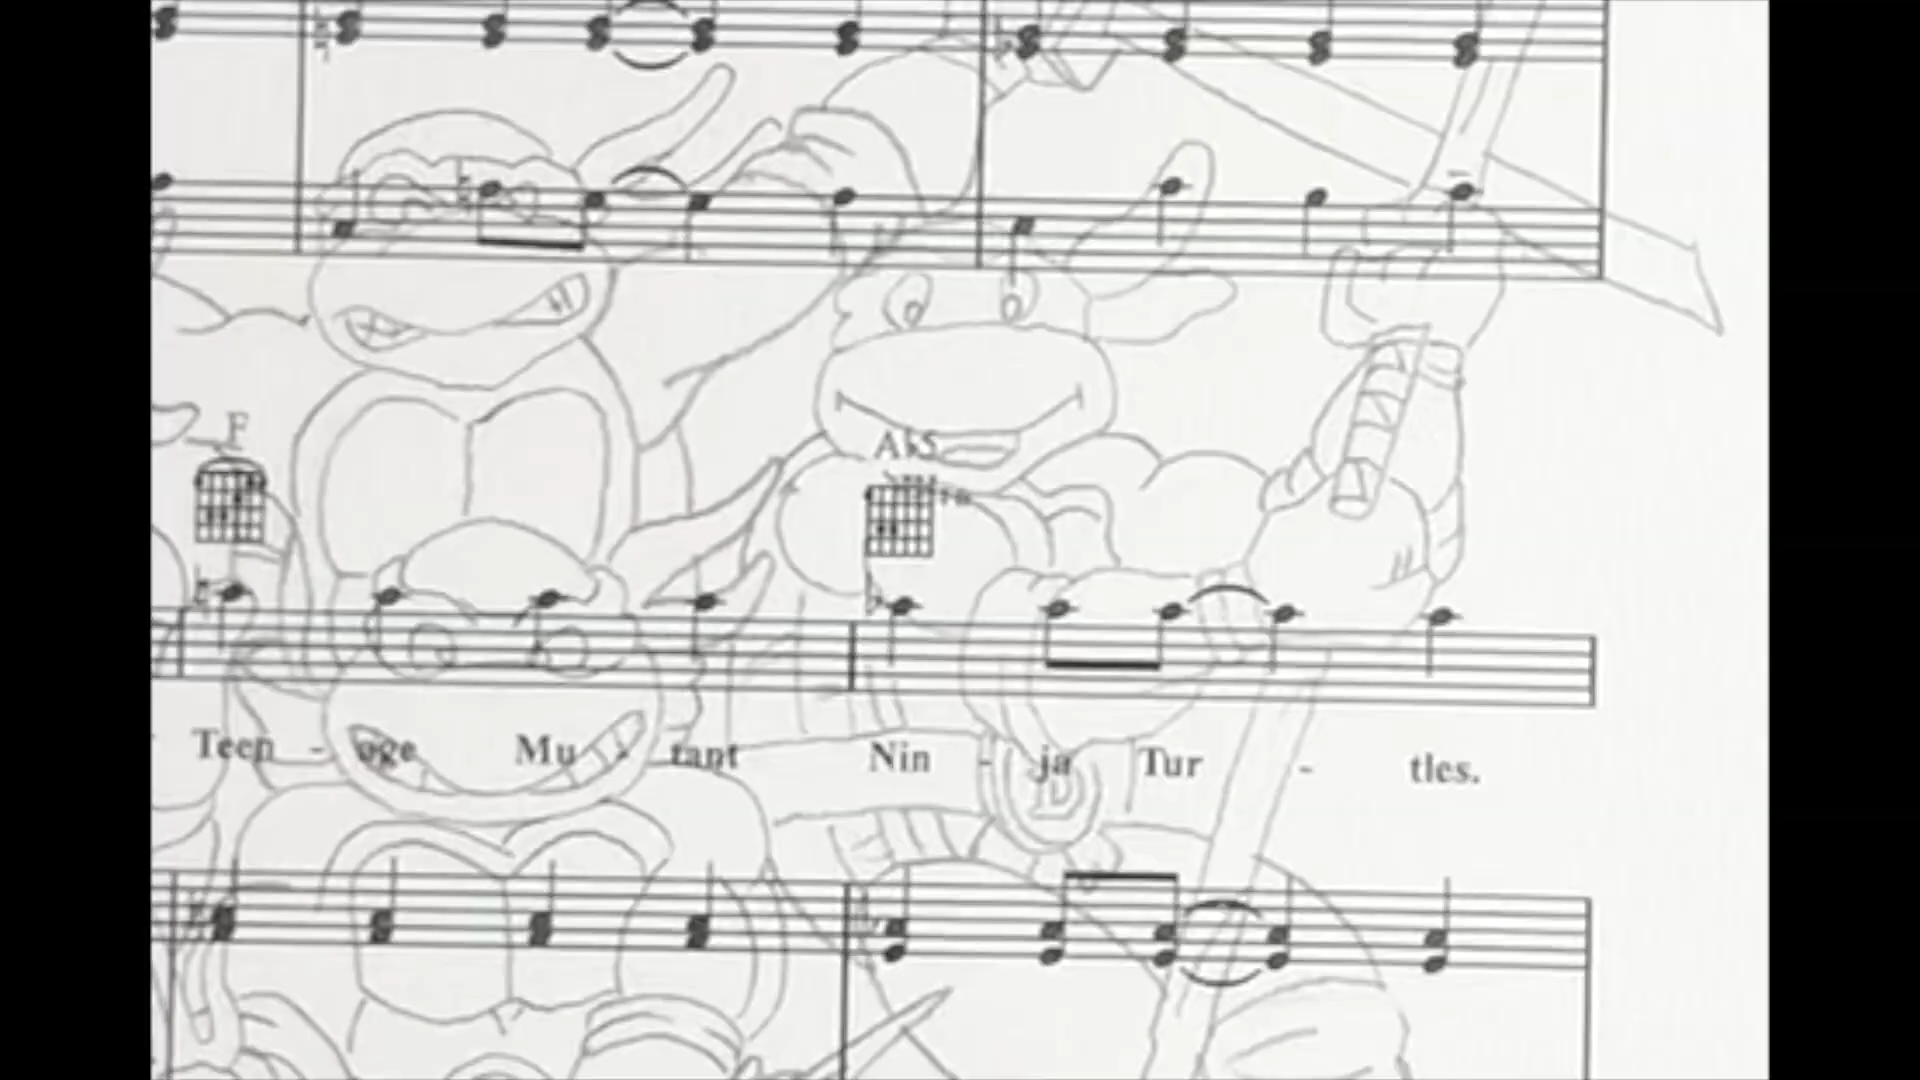 F
A♭5
Teen - age Mu - tant Nin - ja Tur - tles.
D